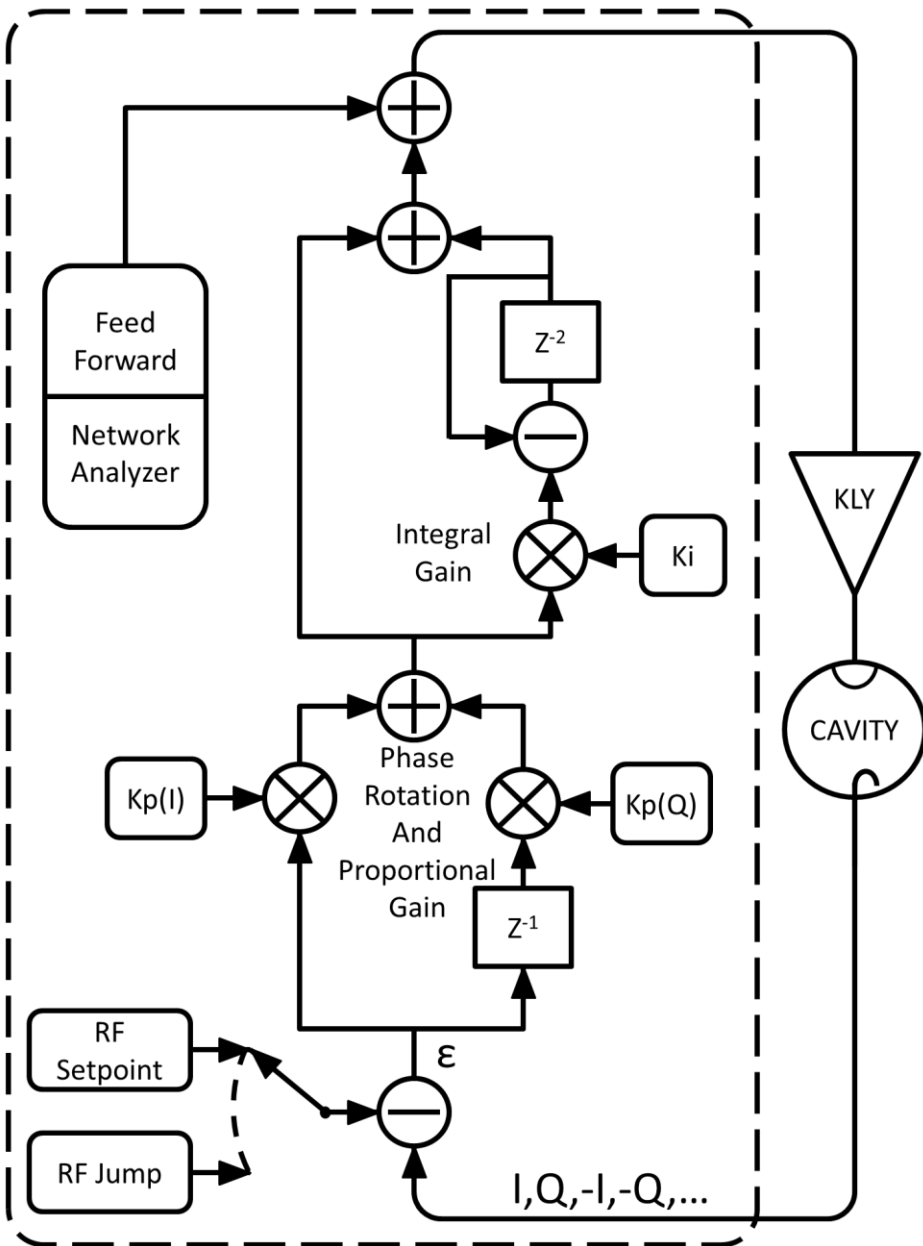 Feed
Forward
Network
Analyzer
Z⁻²
KLY
Integral
Gain
Ki
CAVITY
Kp(I)
Phase
Rotation
And
Proportional
Gain
Kp(Q)
Z⁻¹
RF
Setpoint
ε
RF Jump
I,Q,-I,-Q,...